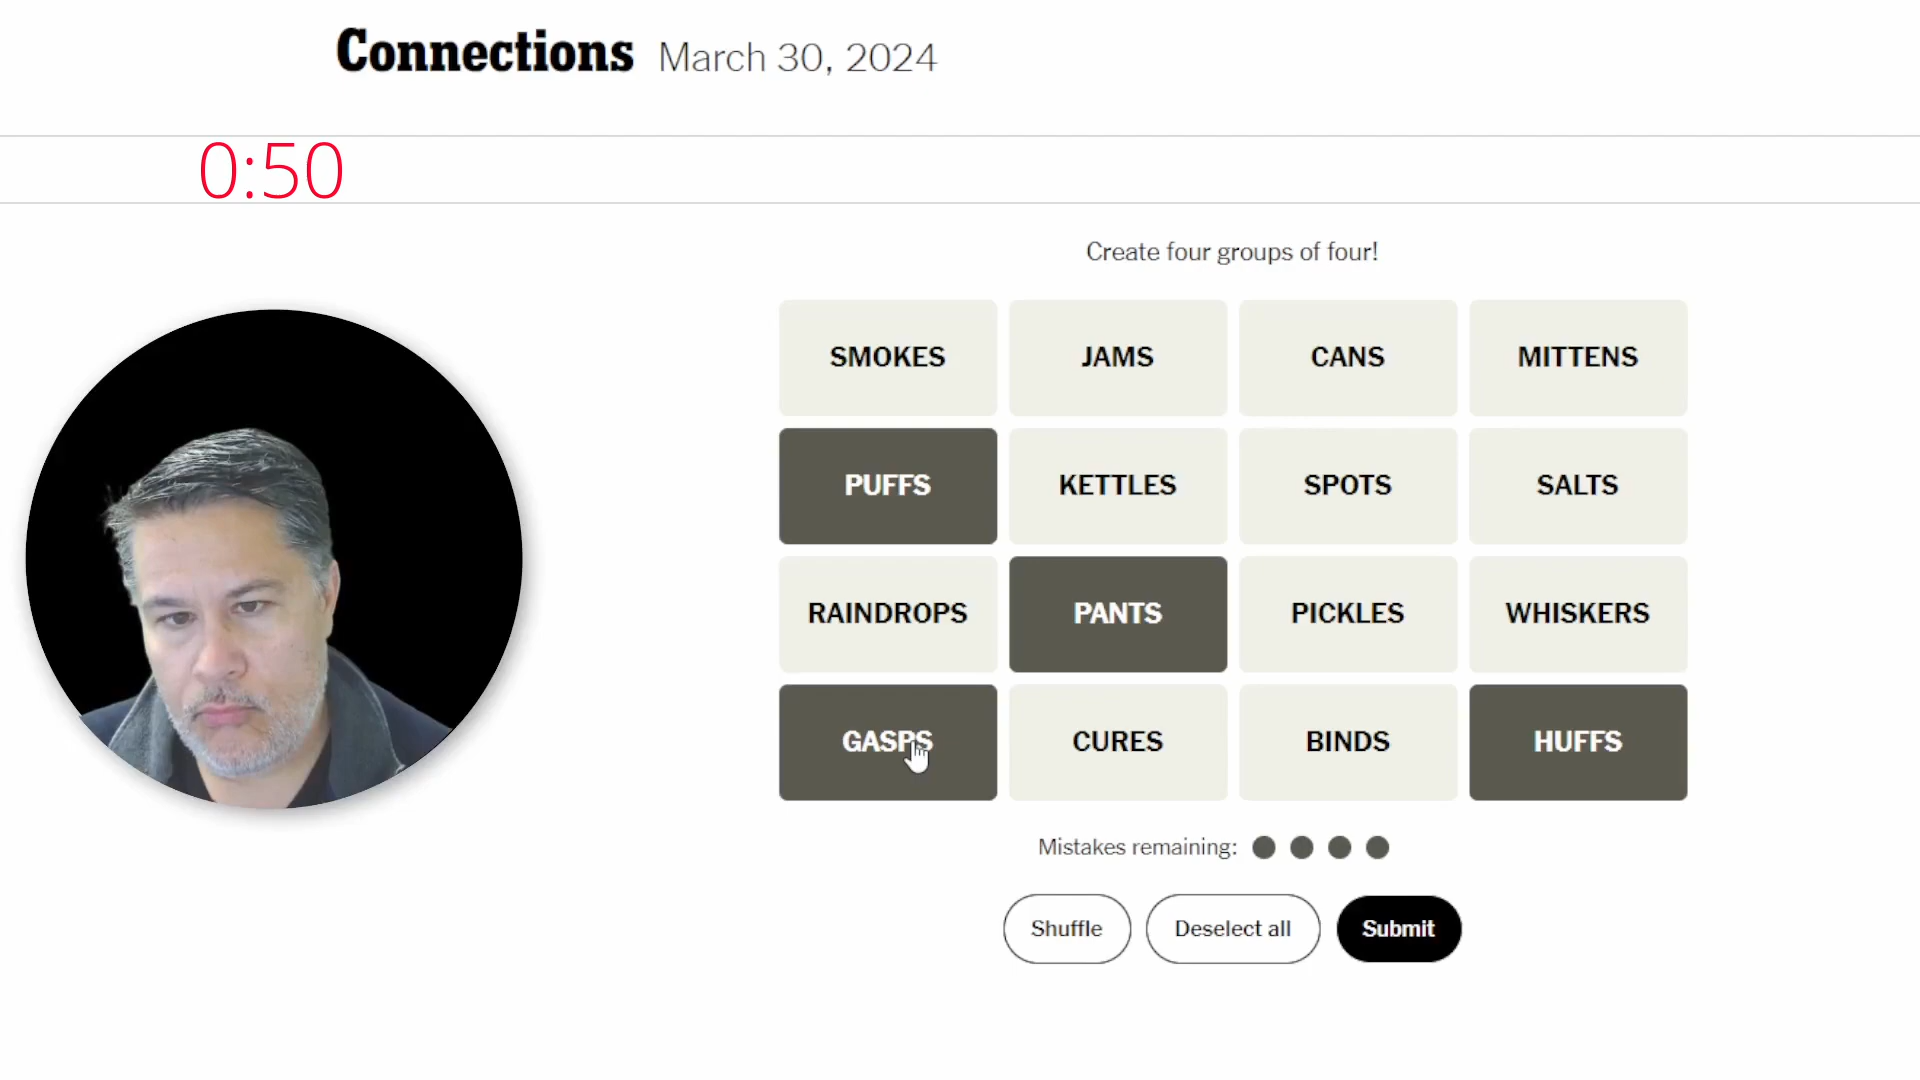 Connections March 30, 2024
0:50
Create four groups of four!
SMOKES JAMS CANS MITTENS
PUFFS KETTLES SPOTS SALTS
RAINDROPS PANTS PICKLES WHISKERS
GASPS CURES BINDS HUFFS
Mistakes remaining:
Shuffle Deselect all Submit